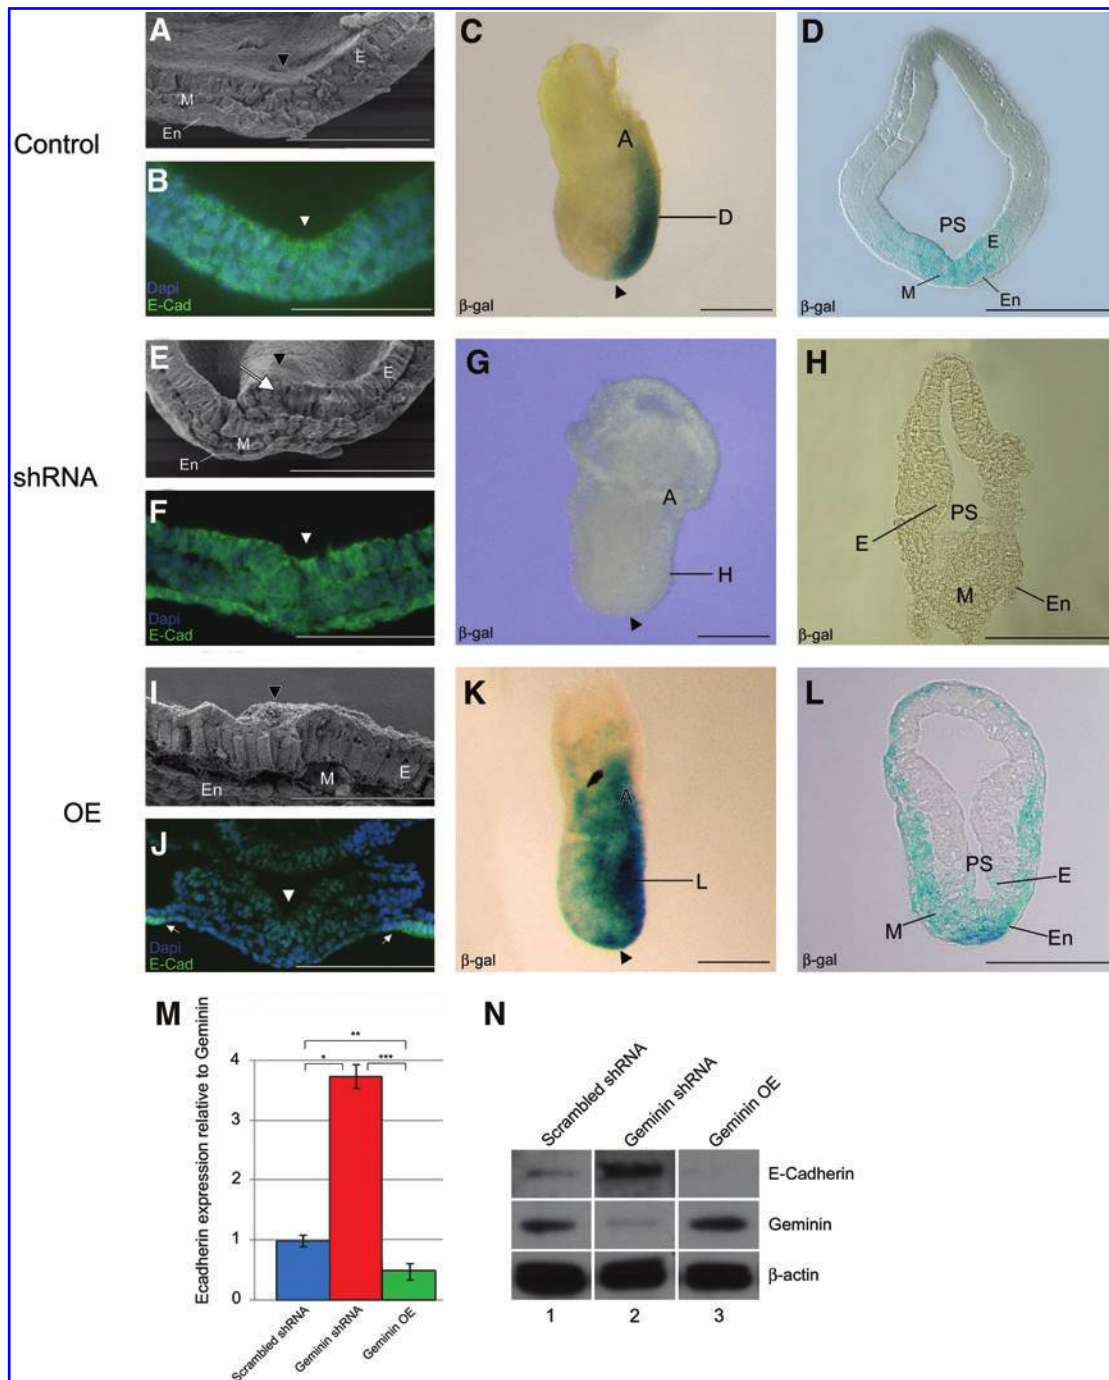 Control
A
E
M
En
B
Dapi
E-Cad
C
A
D
β-gal
D
PS
E
M
En
β-gal
shRNA
E
E
M
En
F
Dapi
E-Cad
G
A
H
β-gal
H
E
PS
M
En
β-gal
OE
I
En
M
E
J
Dapi
E-Cad
K
A
L
β-gal
L
PS
E
M
En
β-gal
M
Ecadherin expression relative to Geminin
4
3
2
1
0
**
*
***
Scrambled shRNA
Geminin shRNA
Geminin OE
N
Scrambled shRNA
Geminin shRNA
Geminin OE
E-Cadherin
Geminin
β-actin
1 2 3